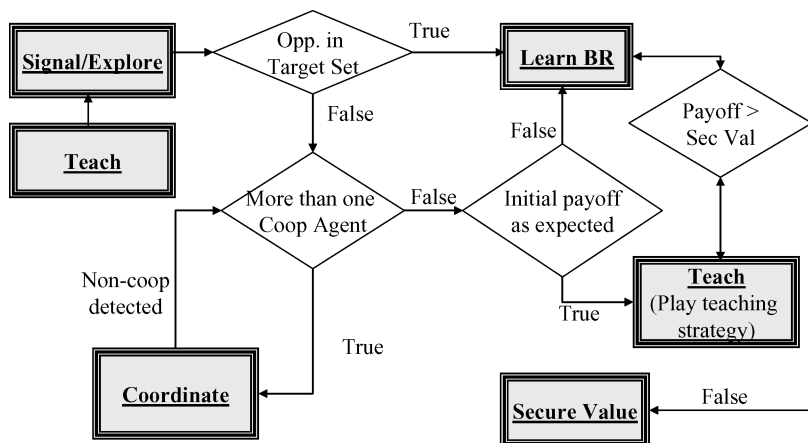 Signal/Explore
Opp. in
Target Set
True
Learn BR
False
Teach
Payoff >
Sec Val
More than one
Coop Agent
False
False
Initial payoff
as expected
Non-coop
detected
True
True
Teach
(Play teaching
strategy)
Coordinate
Secure Value
False